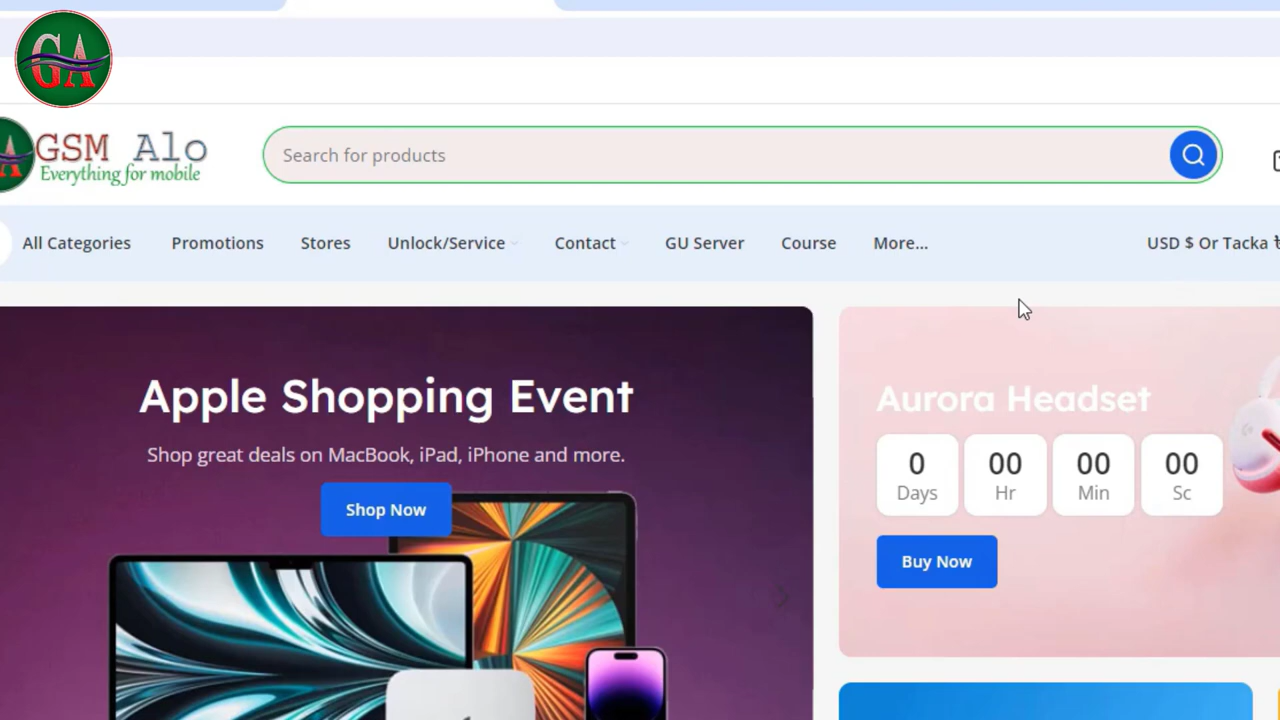 GA
GSM Alo
Everything for mobile
Search for products
All Categories Promotions Stores Unlock/Service Contact GU Server Course More... USD $ Or Tacka ৳
Apple Shopping Event
Shop great deals on MacBook, iPad, iPhone and more.
Shop Now
Aurora Headset
0 00 00 00
Days Hr Min Sc
Buy Now